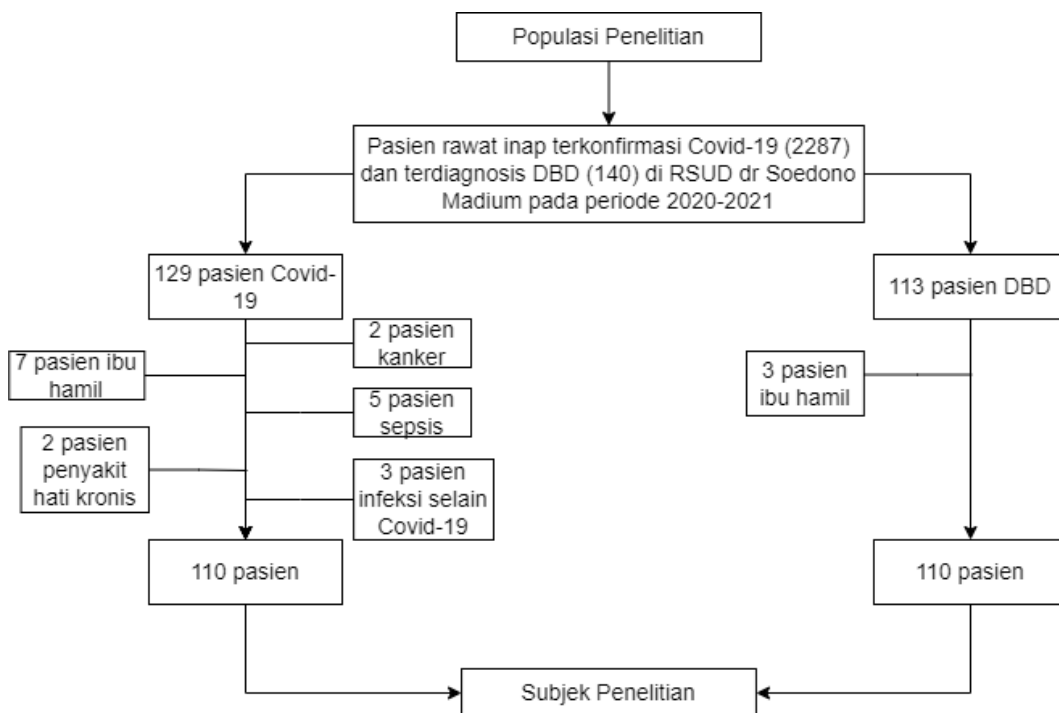 Populasi Penelitian
Pasien rawat inap terkonfirmasi Covid-19 (2287)
dan terdiagnosis DBD (140) di RSUD dr Soedono
Madium pada periode 2020-2021
129 pasien Covid-
19
113 pasien DBD
2 pasien
kanker
7 pasien ibu
hamil
3 pasien
ibu hamil
5 pasien
sepsis
2 pasien
penyakit
hati kronis
3 pasien
infeksi selain
Covid-19
110 pasien
110 pasien
Subjek Penelitian